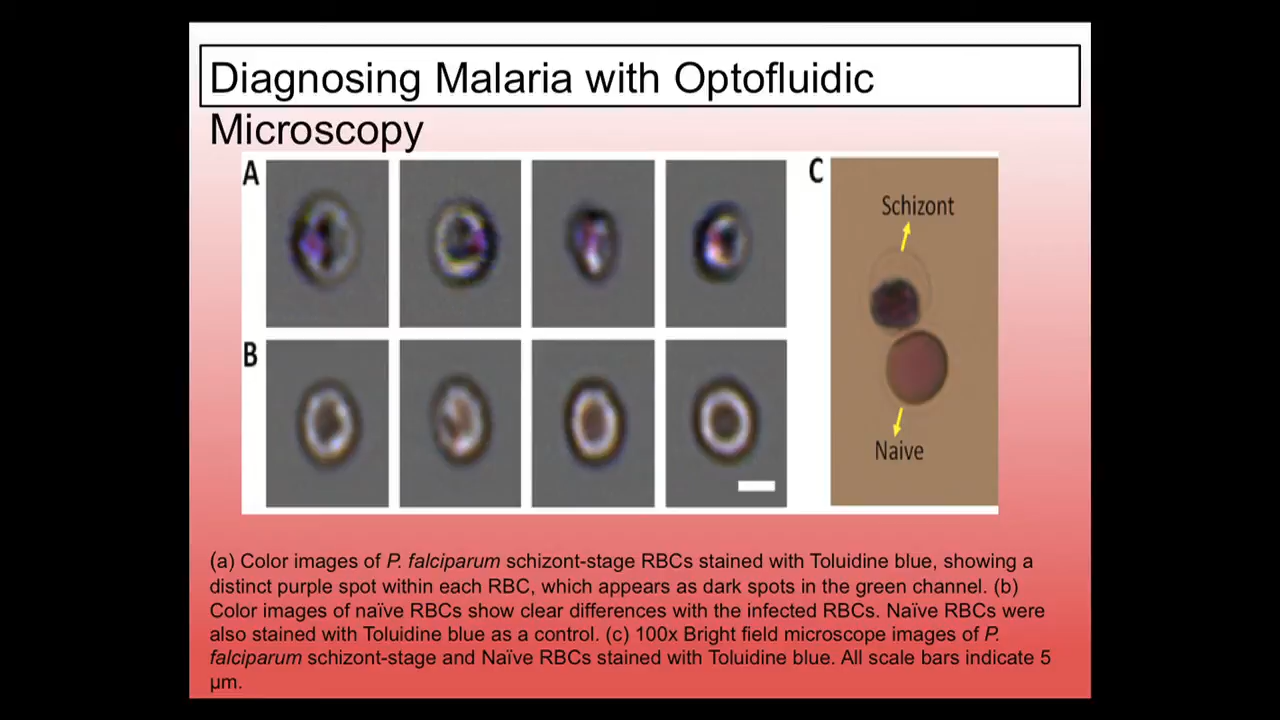 Diagnosing Malaria with Optofluidic
Microscopy
A
C
Schizont
B
Naive
(a) Color images of P. falciparum schizont-stage RBCs stained with Toluidine blue, showing a
distinct purple spot within each RBC, which appears as dark spots in the green channel. (b)
Color images of naïve RBCs show clear differences with the infected RBCs. Naïve RBCs were
also stained with Toluidine blue as a control. (c) 100x Bright field microscope images of P.
falciparum schizont-stage and Naïve RBCs stained with Toluidine blue. All scale bars indicate 5
μm.